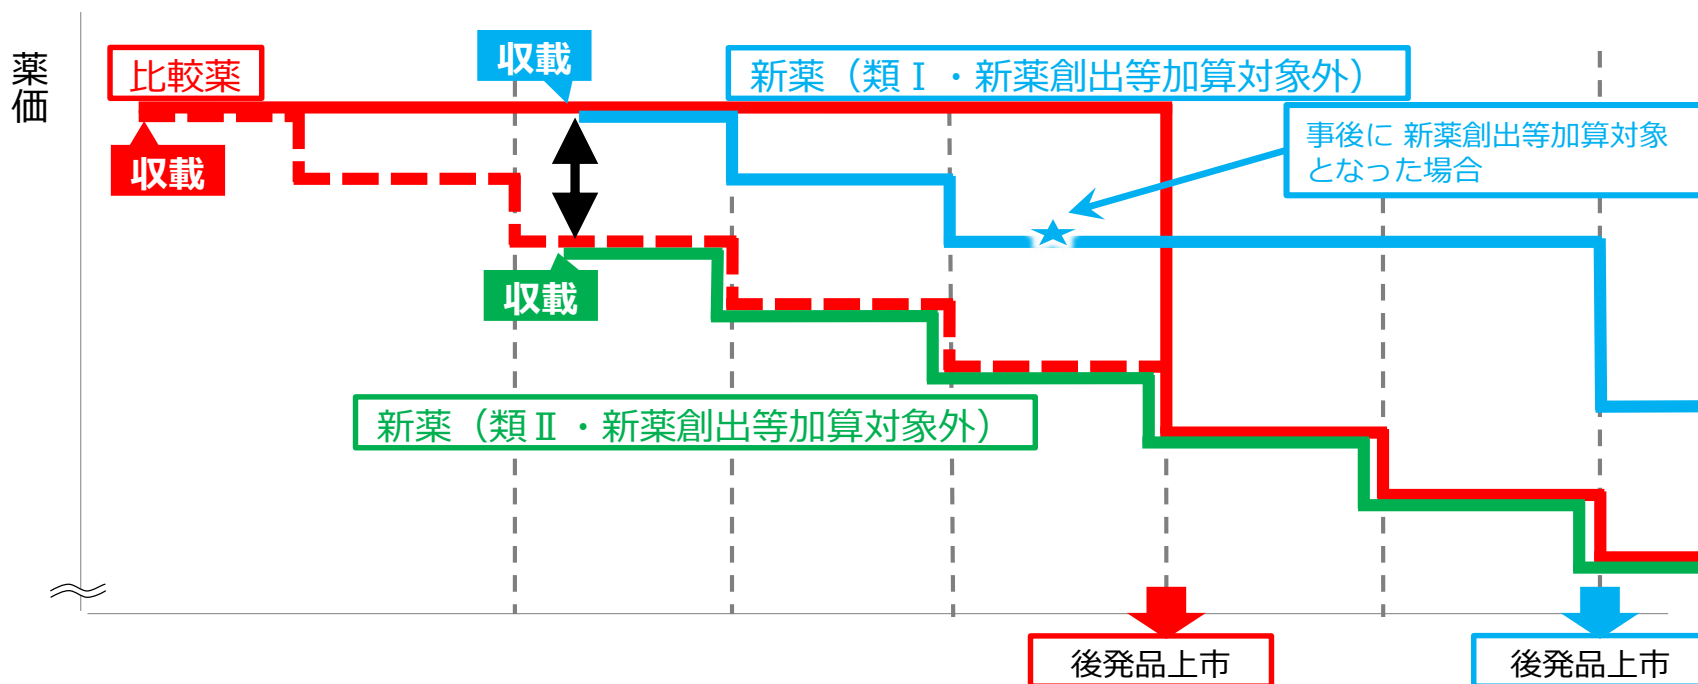 薬価
比較薬
収載
新薬（類Ⅰ・新薬創出等加算対象外）
収載
事後に 新薬創出等加算対象
となった場合
収載
新薬（類Ⅱ・新薬創出等加算対象外）
後発品上市
後発品上市